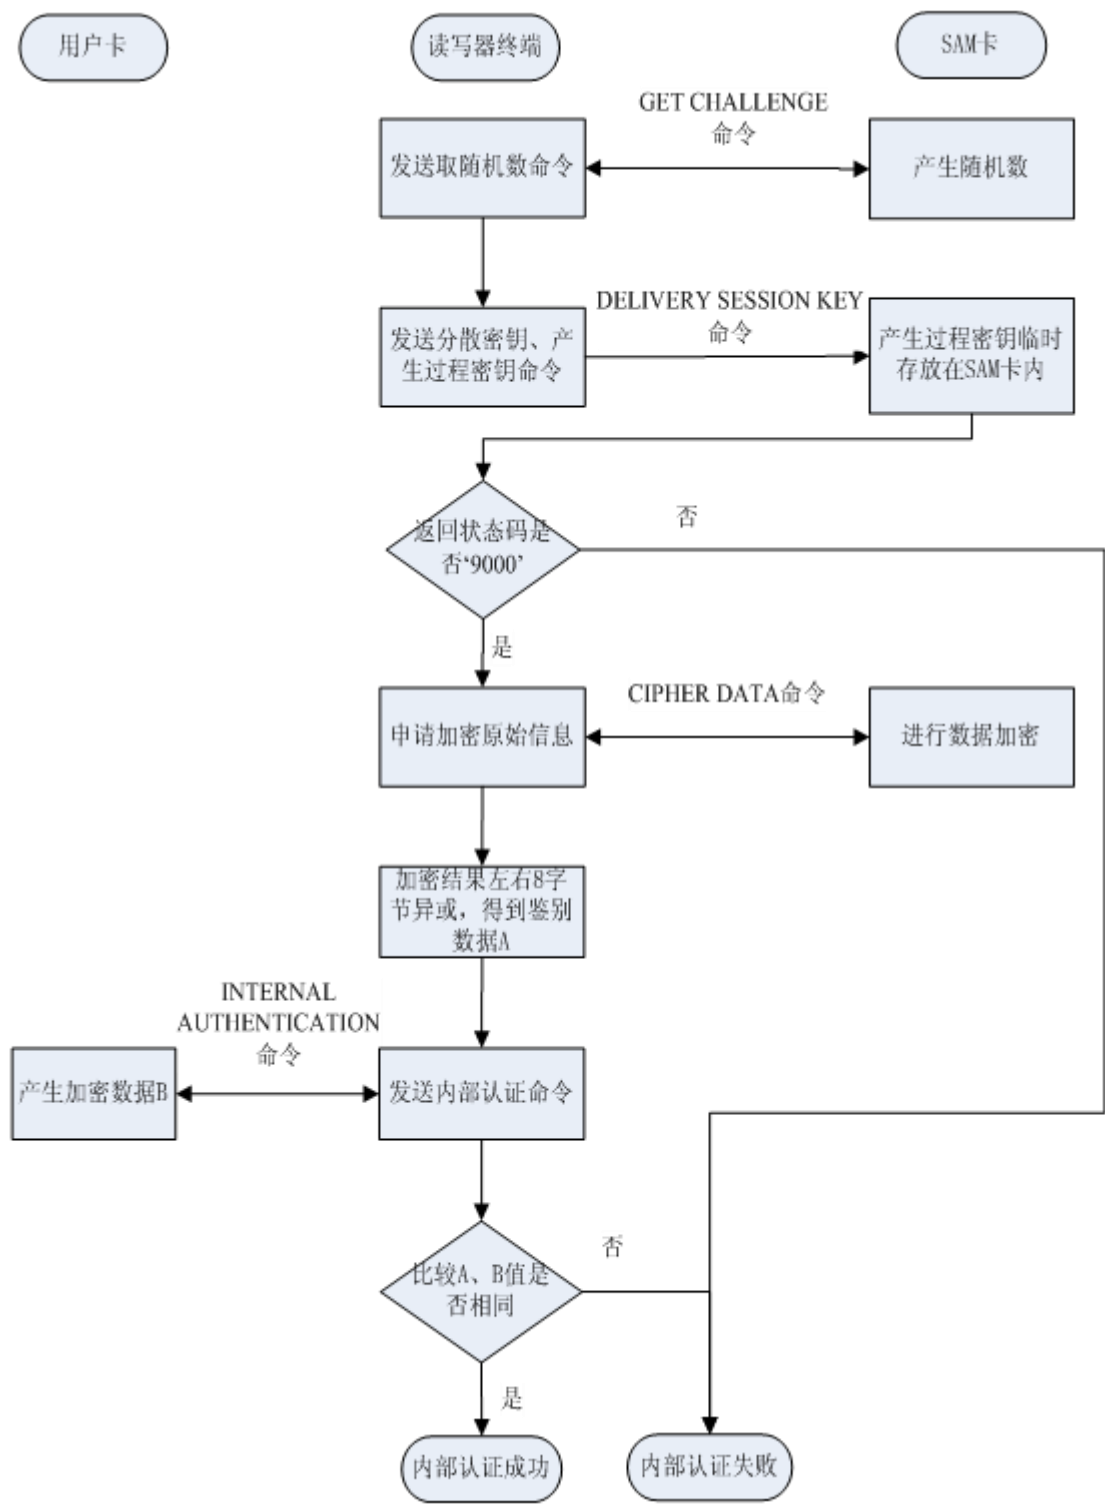 用户卡
读写器终端
SAM卡
GET CHALLENGE
命令
发送取随机数命令
产生随机数
DELIVERY SESSION KEY
命令
发送分散密钥、产
生过程密钥命令
产生过程密钥临时
存放在SAM卡内
返回状态码是
否‘9000’
否
是
CIPHER DATA命令
申请加密原始信息
进行数据加密
加密结果左右8字
节异或，得到鉴别
数据A
INTERNAL
AUTHENTICATION
命令
产生加密数据B
发送内部认证命令
比较A、B值是
否相同
否
是
内部认证成功
内部认证失败